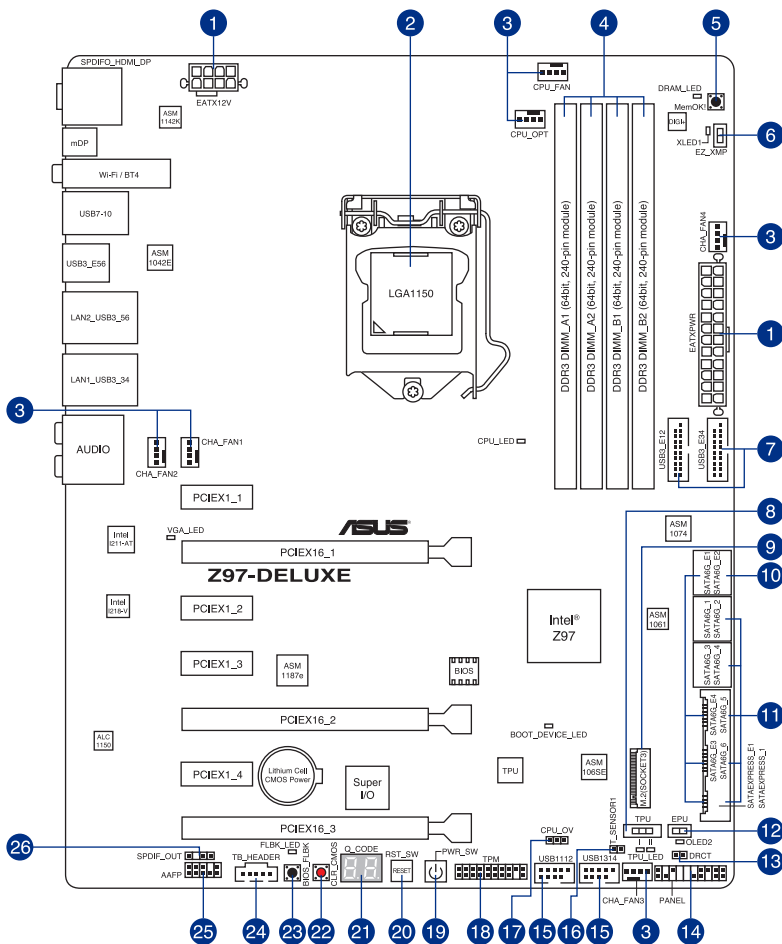 1
2
3
4
5
SPDIFO_HDMI_DP
EATX12V
CPU_FAN
DRAM_LED
MemOK!
ASM
1142K
3
CPU_OPT
DIGI+
XLED1
EZ_XMP
6
mDP
Wi-Fi / BT4
USB7-10
USB3_E56
ASM
1042E
LAN2_USB3_56
LAN1_USB3_34
AUDIO
LGA1150
DDR3 DIMM_A1 (64bit, 240-pin module)
DDR3 DIMM_A2 (64bit, 240-pin module)
DDR3 DIMM_B1 (64bit, 240-pin module)
DDR3 DIMM_B2 (64bit, 240-pin module)
CHA_FAN4
3
EATXPWR
1
3
CHA_FAN1
CHA_FAN2
CPU_LED
USB3_E12
USB3_E34
7
PCIEX1_1
8
Intel
I211-AT
VGA_LED
ASUS
PCIEX16_1
Z97-DELUXE
ASM
1074
9
SATA6G_E1
SATA6G_E2
10
Intel
I218-V
PCIEX1_2
Intel®
Z97
ASM
1061
SATA6G_1
SATA6G_2
PCIEX1_3
ASM
1187e
BIOS
SATA6G_3
SATA6G_4
ALC
1150
PCIEX16_2
BOOT_DEVICE_LED
SATA6G_E4
SATA6G_5
11
SATA6G_E3
SATA6G_6
SATAEXPRESS_E1
SATAEXPRESS_1
PCIEX1_4
Lithium Cell
CMOS Power
Super
I/O
TPU
ASM
106SE
M.2(SOCKET3)
PCIEX16_3
T_SENSOR1
TPU
EPU
12
26
CPU_OV
I
II
OLED2
FLBK_LED
SPDIF_OUT
TB_HEADER
BIOS_FLBK
CLR_CMOS
Q_CODE
88
RST_SW
RESET
PWR_SW
TPM
USB1112
USB1314
TPU_LED
DRCT
13
AAFP
CHA_FAN3
PANEL
25
24
23
22
21
20
19
18
17
15
16
15
3
14